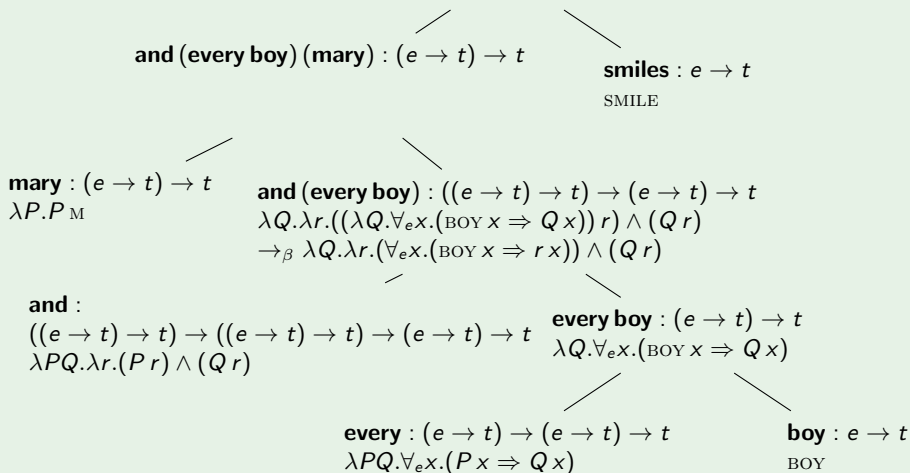 and (every boy) (mary) : (e → t) → t
smiles : e → t
SMILE
mary : (e → t) → t
λP.P M
and (every boy) : ((e → t) → t) → (e → t) → t
λQ.λr.((λQ.∀ₑx.(BOY x ⇒ Q x)) r) ∧ (Q r)
→β λQ.λr.(∀ₑx.(BOY x ⇒ r x)) ∧ (Q r)
and :
((e → t) → t) → ((e → t) → t) → (e → t) → t
λPQ.λr.(P r) ∧ (Q r)
every boy : (e → t) → t
λQ.∀ₑx.(BOY x ⇒ Q x)
every : (e → t) → (e → t) → t
λPQ.∀ₑx.(P x ⇒ Q x)
boy : e → t
BOY